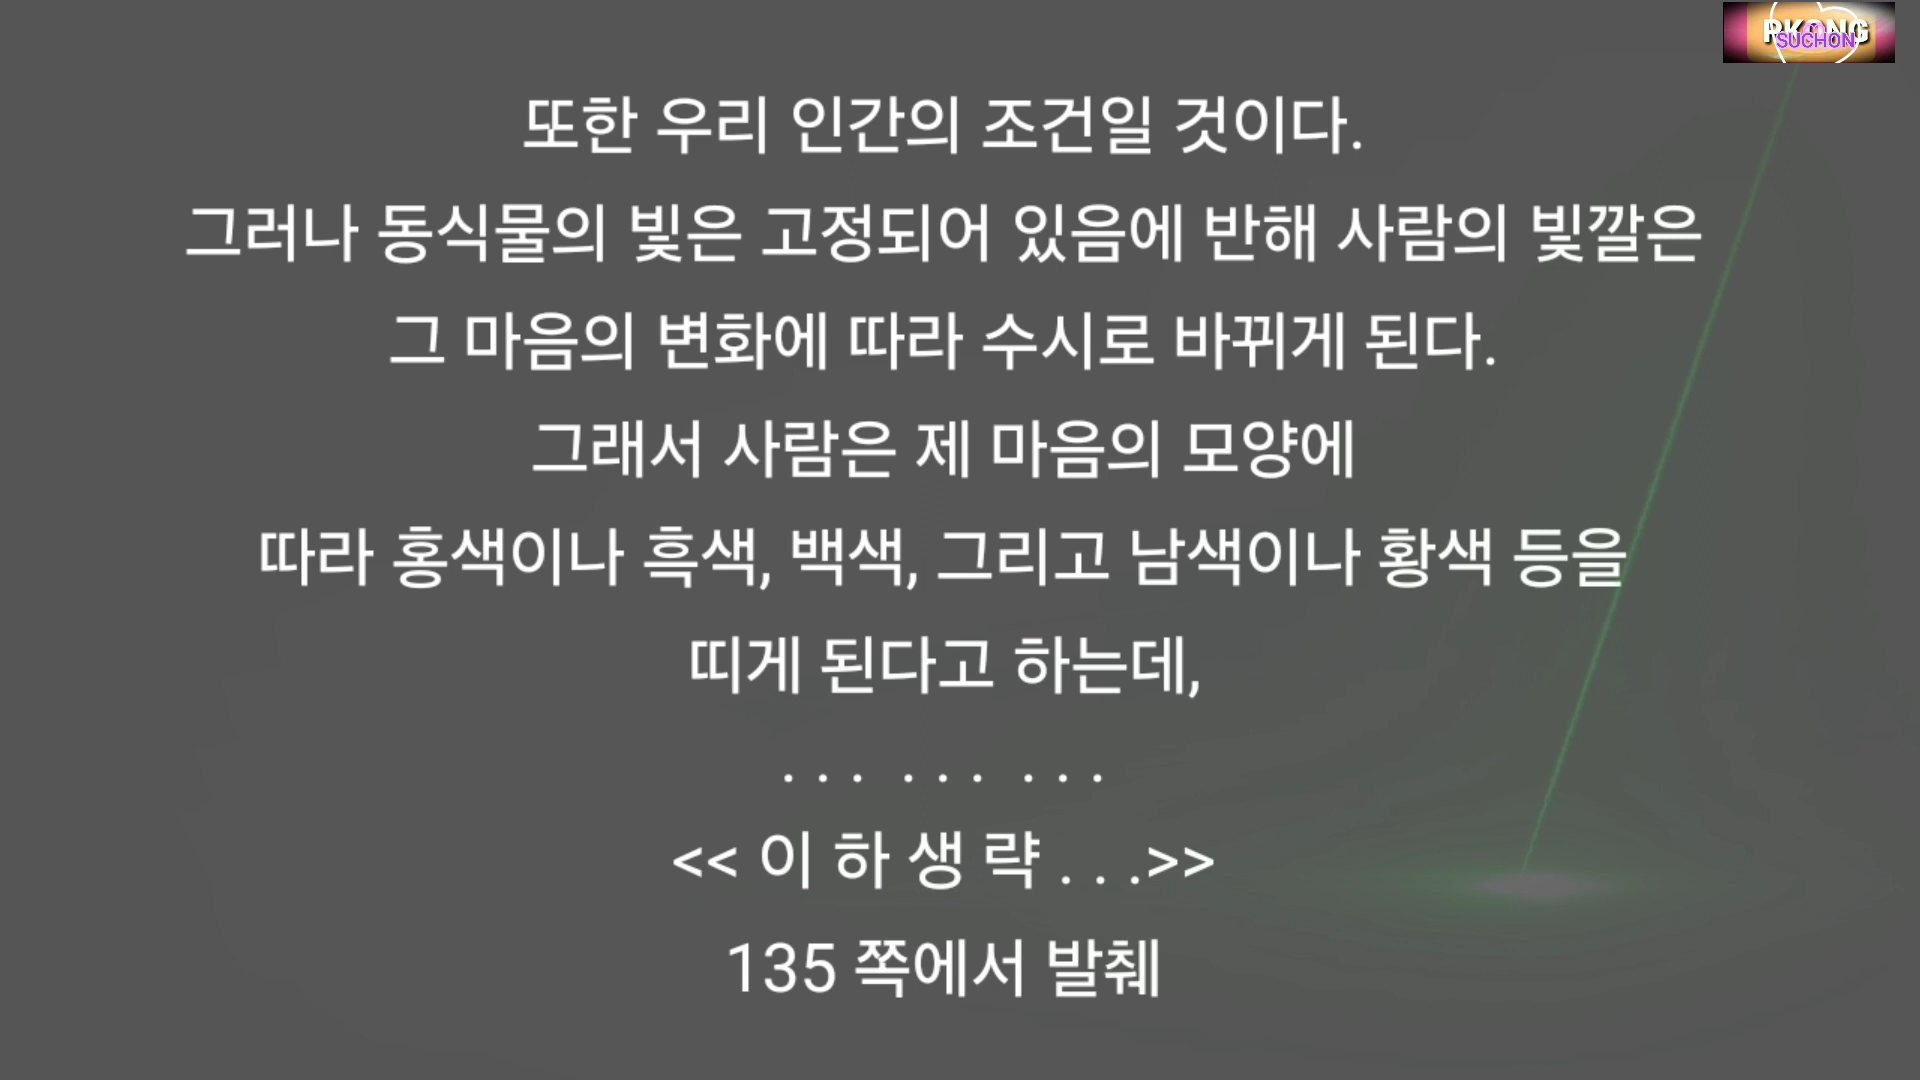 PKONG
SUCHON
또한 우리 인간의 조건일 것이다.
그러나 동식물의 빛은 고정되어 있음에 반해 사람의 빛깔은
그 마음의 변화에 따라 수시로 바뀌게 된다.
그래서 사람은 제 마음의 모양에
따라 홍색이나 흑색, 백색, 그리고 남색이나 황색 등을
띠게 된다고 하는데,
. . .  . . .  . . .
<< 이 하 생 략 . . .>>
135 쪽에서 발췌